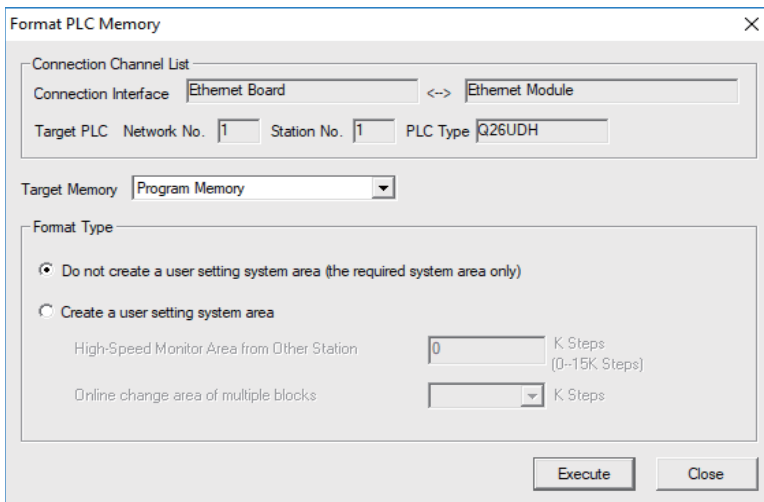 Format PLC Memory
Connection Channel List
Connection Interface Ethernet Board <--> Ethernet Module
Target PLC Network No. 1 Station No. 1 PLC Type Q26UDH
Target Memory Program Memory
Format Type
Do not create a user setting system area (the required system area only)
Create a user setting system area
High-Speed Monitor Area from Other Station 0 K Steps
(0--15K Steps)
Online change area of multiple blocks K Steps
Execute Close